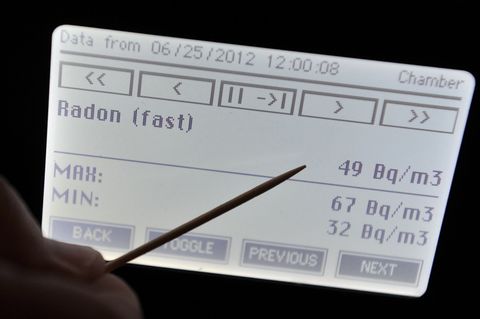 Data from 06/25/2012 12:00:08 Chamber
<< < || ->| > >>
Radon (fast)
49 Bq/m3
MAX: 67 Bq/m3
MIN: 32 Bq/m3
BACK TOGGLE PREVIOUS NEXT